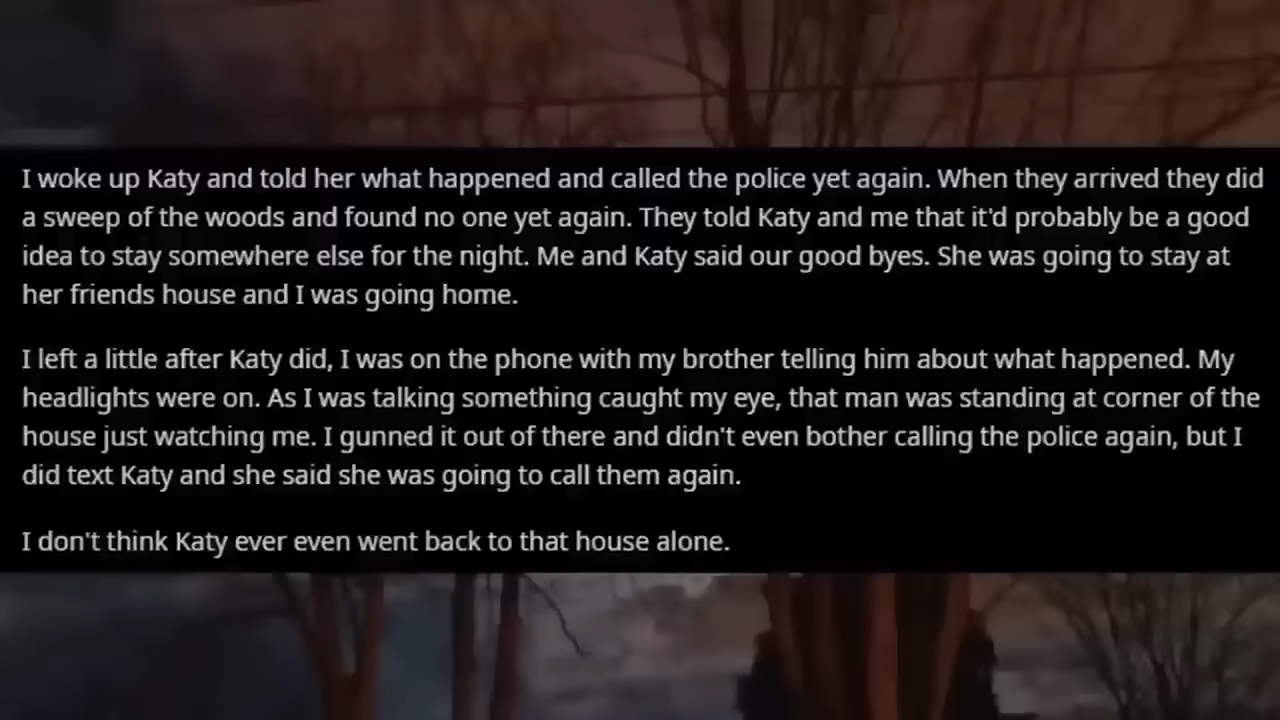 I woke up Katy and told her what happened and called the police yet again. When they arrived they did
a sweep of the woods and found no one yet again. They told Katy and me that it'd probably be a good
idea to stay somewhere else for the night. Me and Katy said our good byes. She was going to stay at
her friends house and I was going home.
I left a little after Katy did, I was on the phone with my brother telling him about what happened. My
headlights were on. As I was talking something caught my eye, that man was standing at corner of the
house just watching me. I gunned it out of there and didn't even bother calling the police again, but I
did text Katy and she said she was going to call them again.
I don't think Katy ever even went back to that house alone.